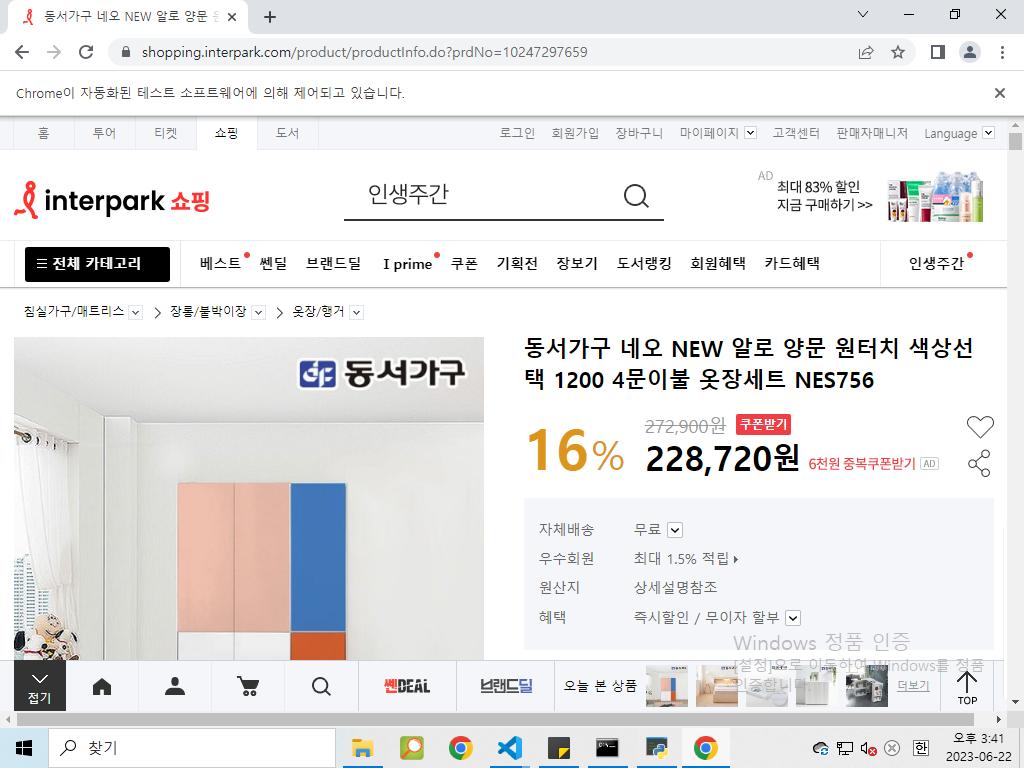 동서가구 네오 NEW 알로 양문 원
shopping.interpark.com/product/productInfo.do?prdNo=10247297659
Chrome이 자동화된 테스트 소프트웨어에 의해 제어되고 있습니다.
홈 투어 티켓 쇼핑 도서 로그인 회원가입 장바구니 마이페이지 고객센터 판매자매니저 Language
interpark 쇼핑
인생주간
AD
최대 83% 할인
지금 구매하기 >>
전체 카테고리 베스트 쎈딜 브랜드딜 I prime 쿠폰 기획전 장보기 도서랭킹 회원혜택 카드혜택 인생주간
침실가구/매트리스 장롱/붙박이장 옷장/행거
동서가구
동서가구 네오 NEW 알로 양문 원터치 색상선
택 1200 4문이불 옷장세트 NES756
16%
272,900원 쿠폰받기
228,720원 6천원 중복쿠폰받기 AD
자체배송 무료
우수회원 최대 1.5% 적립
원산지 상세설명참조
혜택 즉시할인 / 무이자 할부
Windows 정품 인증
[설정]으로 이동하여 Windows를 정품
인증합니다.
접기
쎈DEAL
브랜드딜
오늘 본 상품
더보기
TOP
찾기
한
오후 3:41
2023-06-22